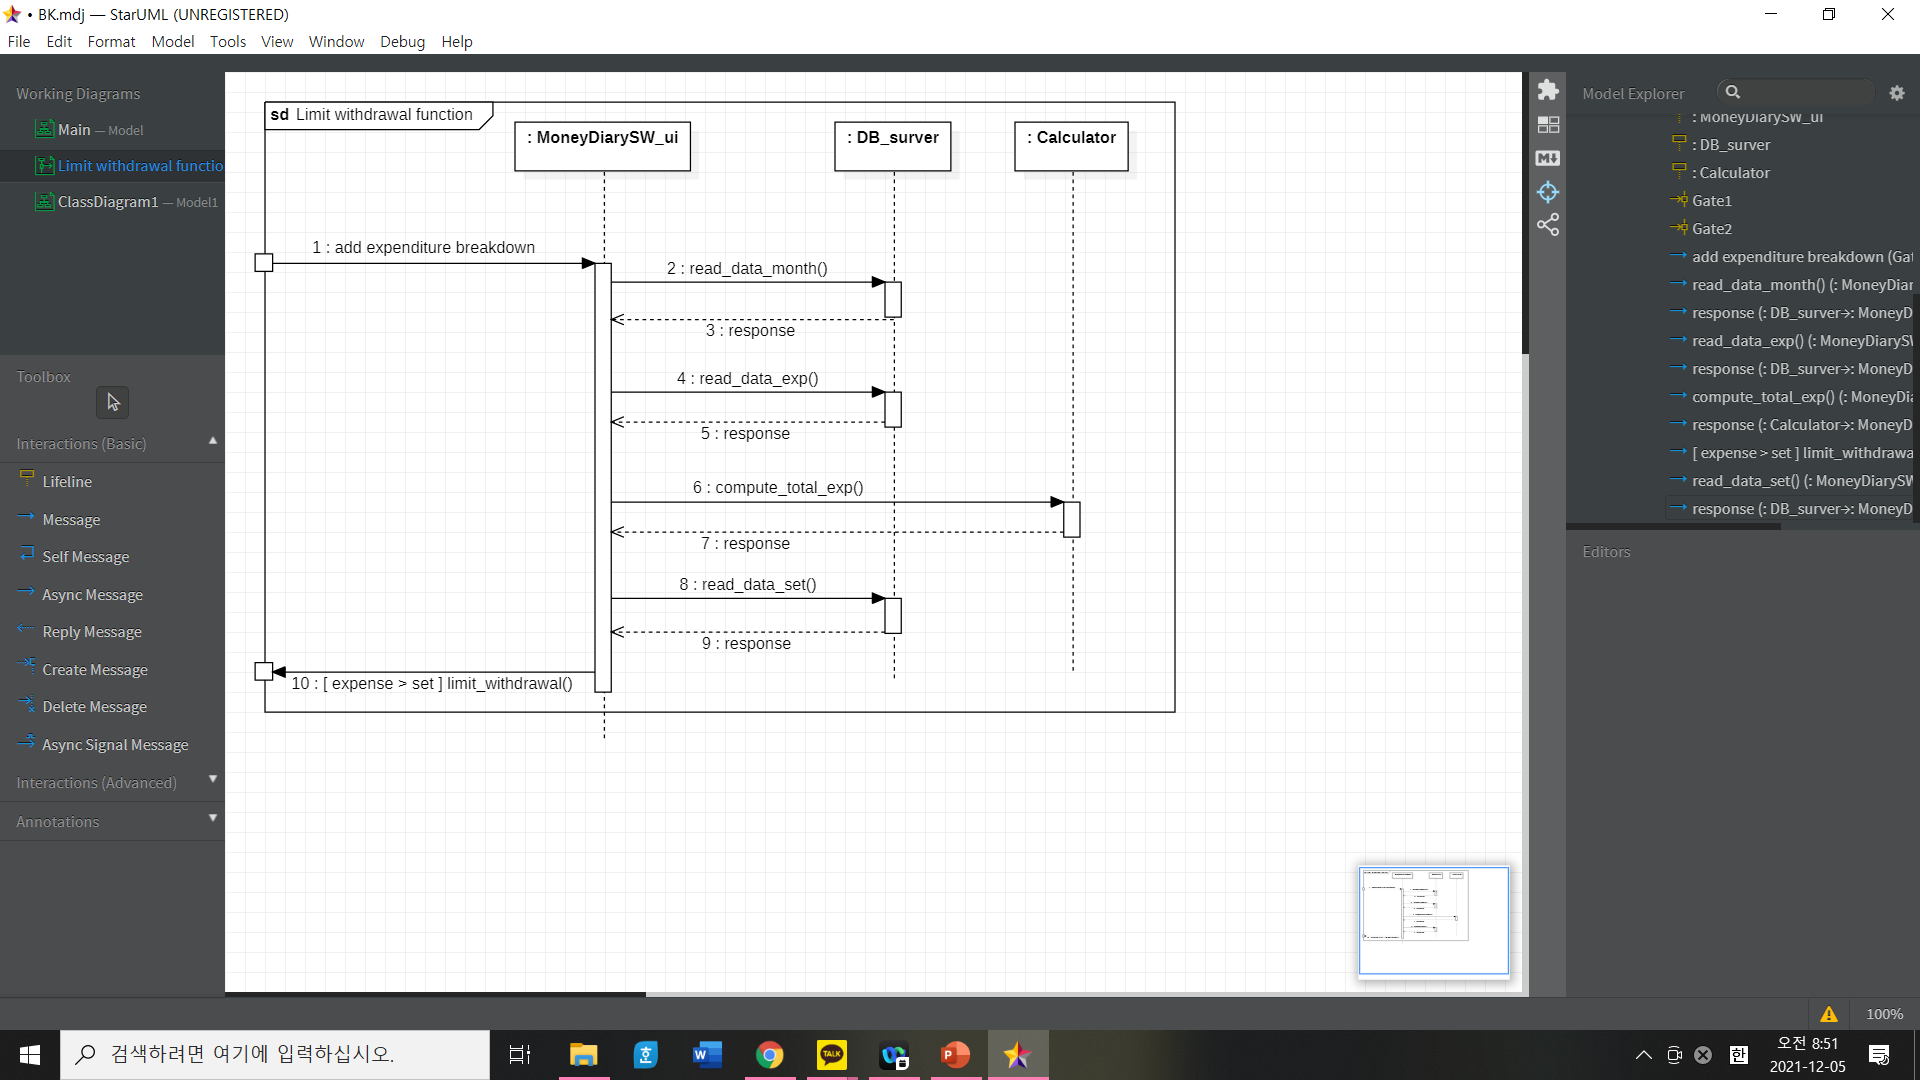 • BK.mdj — StarUML (UNREGISTERED)
File Edit Format Model Tools View Window Debug Help
Working Diagrams
Main — Model
Limit withdrawal functio
ClassDiagram1 — Model1
Toolbox
Interactions (Basic)
Lifeline
Message
Self Message
Async Message
Reply Message
Create Message
Delete Message
Async Signal Message
Interactions (Advanced)
Annotations
sd Limit withdrawal function
: MoneyDiarySW_ui
: DB_surver
: Calculator
1 : add expenditure breakdown
2 : read_data_month()
3 : response
4 : read_data_exp()
5 : response
6 : compute_total_exp()
7 : response
8 : read_data_set()
9 : response
10 : [ expense > set ] limit_withdrawal()
Model Explorer
: MoneyDiarySW_ui
: DB_surver
: Calculator
Gate1
Gate2
add expenditure breakdown (Gat
read_data_month() (: MoneyDiar
response (: DB_surver→: MoneyD
read_data_exp() (: MoneyDiarySW
response (: DB_surver→: MoneyD
compute_total_exp() (: MoneyDia
response (: Calculator→: MoneyD
[ expense > set ] limit_withdrawa
read_data_set() (: MoneyDiarySW
response (: DB_surver→: MoneyD
Editors
100%
검색하려면 여기에 입력하십시오.
TALK
한
오전 8:51
2021-12-05